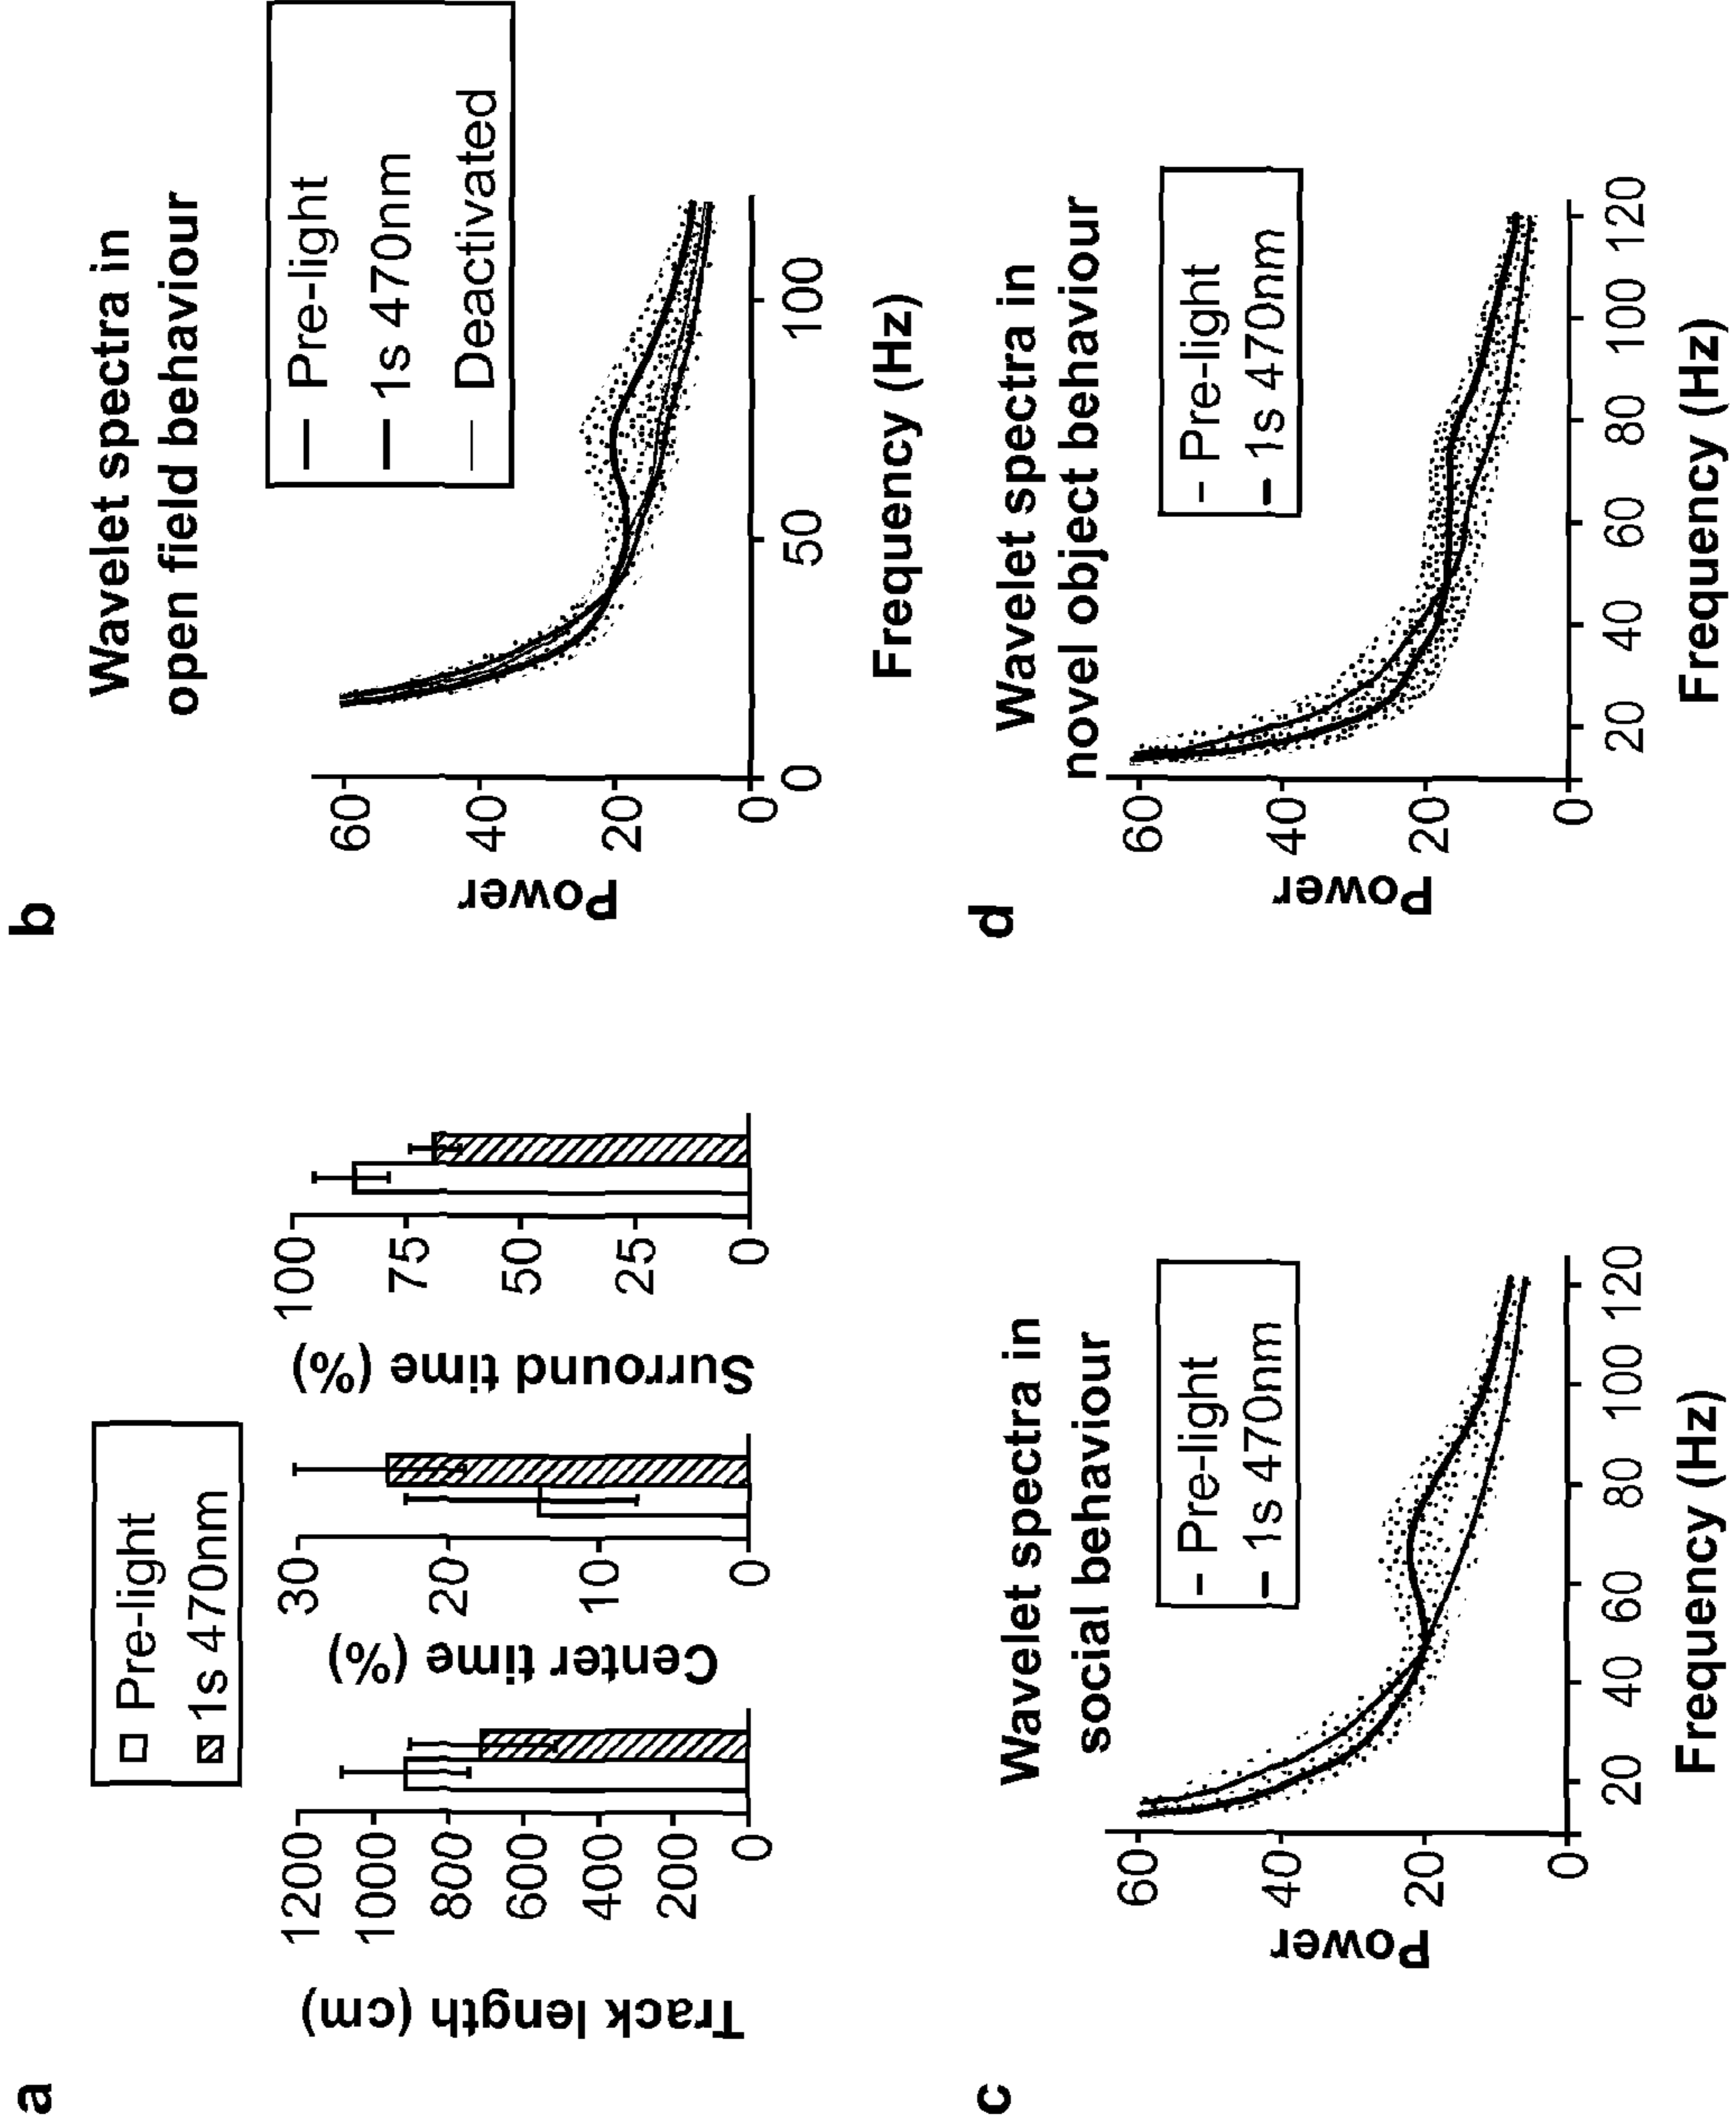 a
Pre-light
1s 470nm
Track length (cm)
1200
1000
800
600
400
200
0
Center time (%)
30
20
10
0
Surround time (%)
100
75
50
25
0
b
Wavelet spectra in
open field behaviour
Pre-light
1s 470nm
Deactivated
Power
60
40
20
0
0 50 100
Frequency (Hz)
c
Wavelet spectra in
social behaviour
Pre-light
1s 470nm
Power
60
40
20
0
20 40 60 80 100 120
Frequency (Hz)
d
Wavelet spectra in
novel object behaviour
Pre-light
1s 470nm
Power
60
40
20
0
20 40 60 80 100 120
Frequency (Hz)